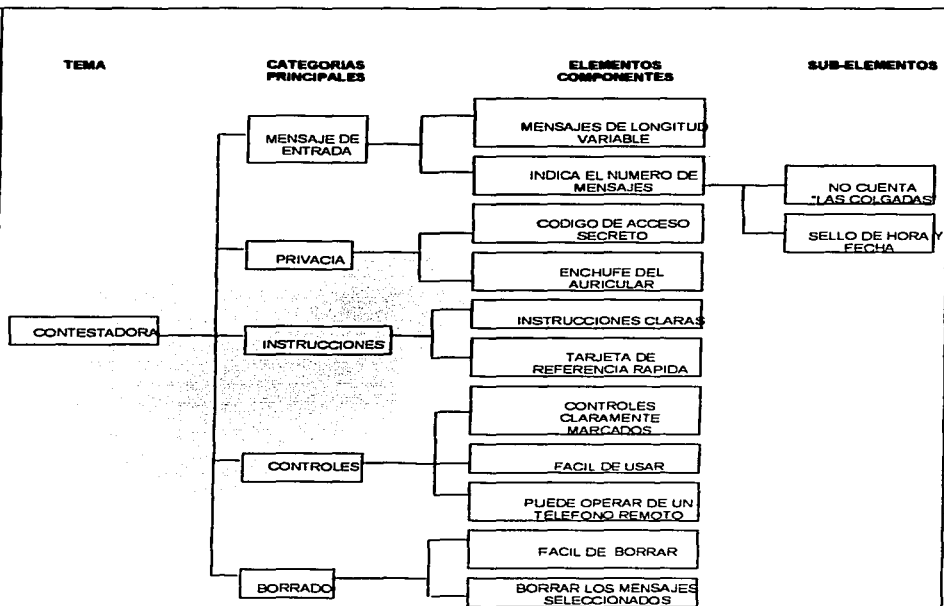 TEMA
CATEGORIAS
PRINCIPALES
ELEMENTOS
COMPONENTES
SUB-ELEMENTOS
MENSAJE DE
ENTRADA
MENSAJES DE LONGITUD
VARIABLE
INDICA EL NUMERO DE
MENSAJES
NO CUENTA
"LAS COLGADAS"
SELLO DE HORA Y
FECHA
PRIVACIA
CODIGO DE ACCESO
SECRETO
ENCHUFE DEL
AURICULAR
CONTESTADORA
INSTRUCCIONES
INSTRUCCIONES CLARAS
TARJETA DE
REFERENCIA RAPIDA
CONTROLES
CONTROLES
CLARAMENTE
MARCADOS
FACIL DE USAR
PUEDE OPERAR DE UN
TELEFONO REMOTO
BORRADO
FACIL DE BORRAR
BORRAR LOS MENSAJES
SELECCIONADOS